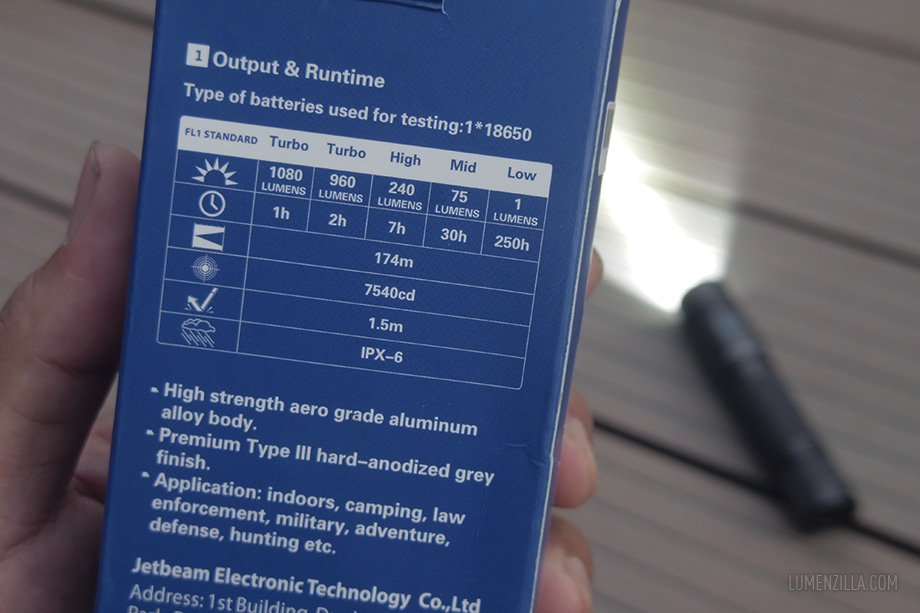 1 Output & Runtime
Type of batteries used for testing:1*18650
FL1 STANDARD Turbo Turbo High Mid Low
1080 LUMENS 960 LUMENS 240 LUMENS 75 LUMENS 1 LUMENS
1h 2h 7h 30h 250h
174m
7540cd
1.5m
IPX-6
- High strength aero grade aluminum
alloy body.
- Premium Type III hard-anodized grey
finish.
- Application: indoors, camping, law
enforcement, military, adventure,
defense, hunting etc.
Jetbeam Electronic Technology Co.,Ltd
Address: 1st Building,
LUMENZILLA.COM